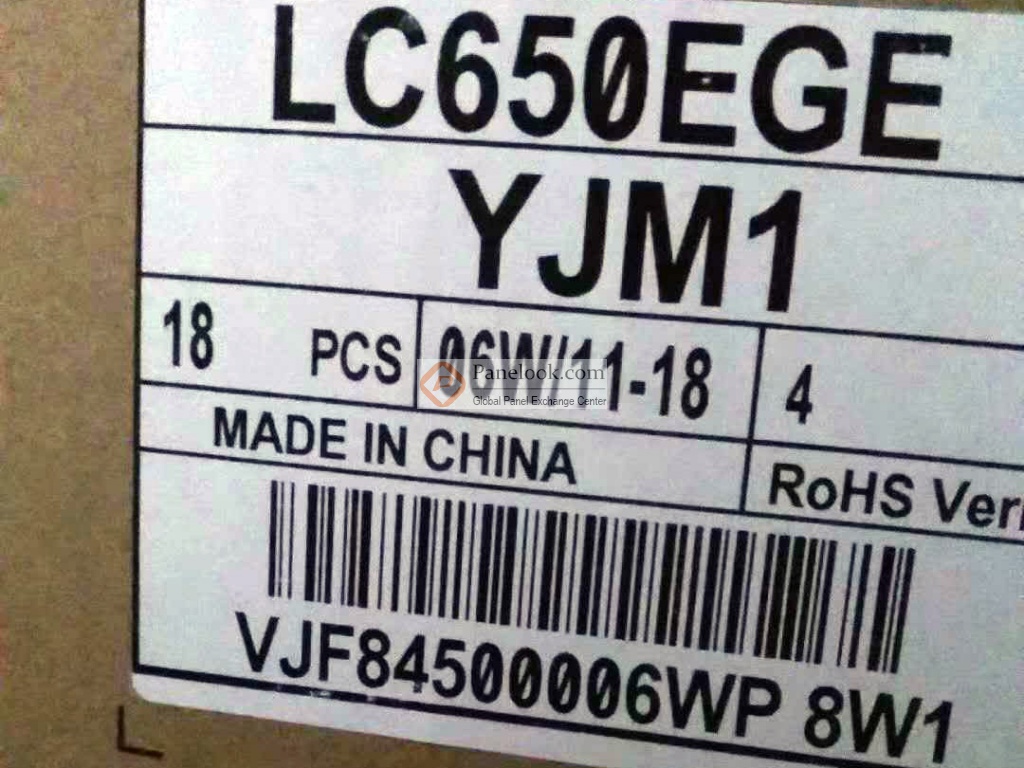 LC650EGE
YJM1
18 PCS 06W/11-18 4
Panelook.com
Global Panel Exchange Center
MADE IN CHINA RoHS Veri
VJF84500006WP 8W1